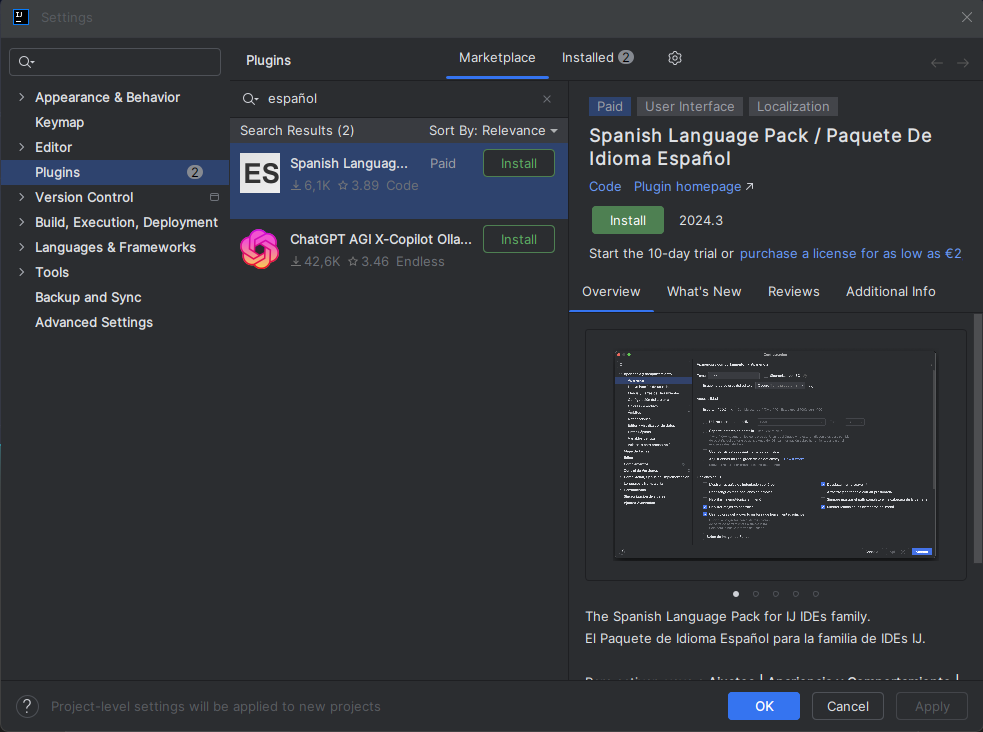 Settings
Plugins
Marketplace
Installed 2
Appearance & Behavior
Keymap
Editor
Plugins 2
Version Control
Build, Execution, Deployment
Languages & Frameworks
Tools
Backup and Sync
Advanced Settings
español
Search Results (2)
Sort By: Relevance
ES
Spanish Languag...
Paid
Install
6,1K
3.89
Code
ChatGPT AGI X-Copilot Olla...
Install
42,6K
3.46
Endless
Paid
User Interface
Localization
Spanish Language Pack / Paquete De
Idioma Español
Code
Plugin homepage ↗
Install
2024.3
Start the 10-day trial or purchase a license for as low as €2
Overview
What's New
Reviews
Additional Info
The Spanish Language Pack for IJ IDEs family.
El Paquete de Idioma Español para la familia de IDEs IJ.
? Project-level settings will be applied to new projects
OK
Cancel
Apply